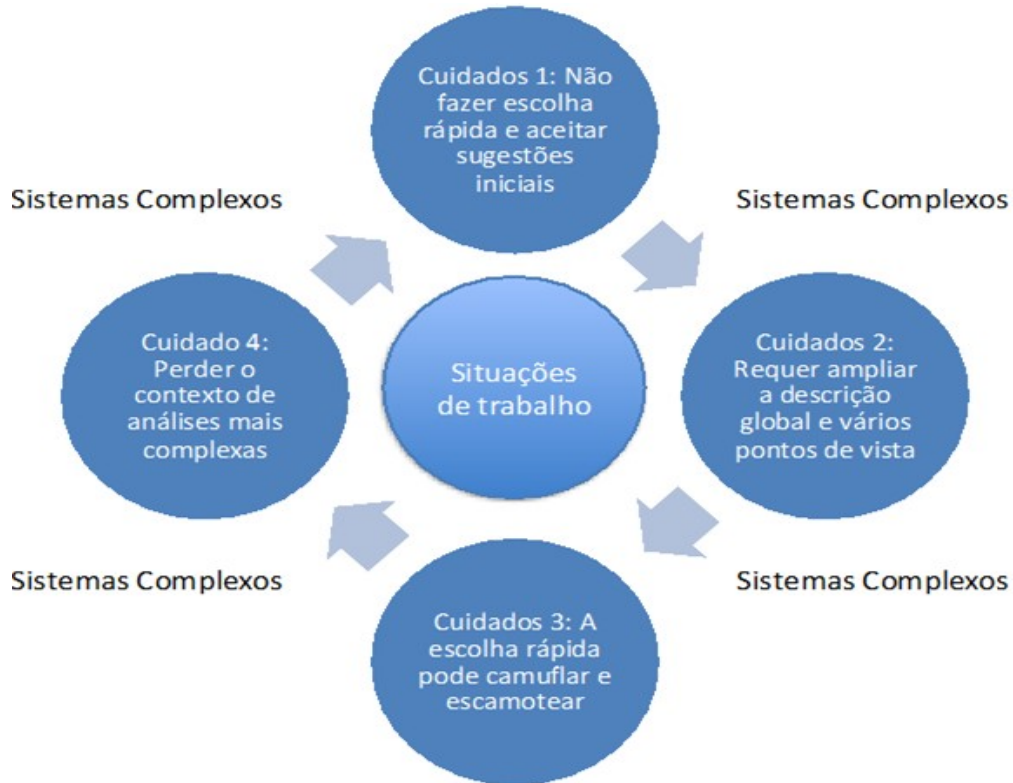 Cuidados 1: Não
fazer escolha
rápida e aceitar
sugestões
iniciais
Sistemas Complexos
Sistemas Complexos
Cuidado 4:
Perder o
contexto de
análises mais
complexas
Situações
de trabalho
Cuidados 2:
Requer ampliar
a descrição
global e vários
pontos de vista
Sistemas Complexos
Sistemas Complexos
Cuidados 3: A
escolha rápida
pode camuflar e
escamotear